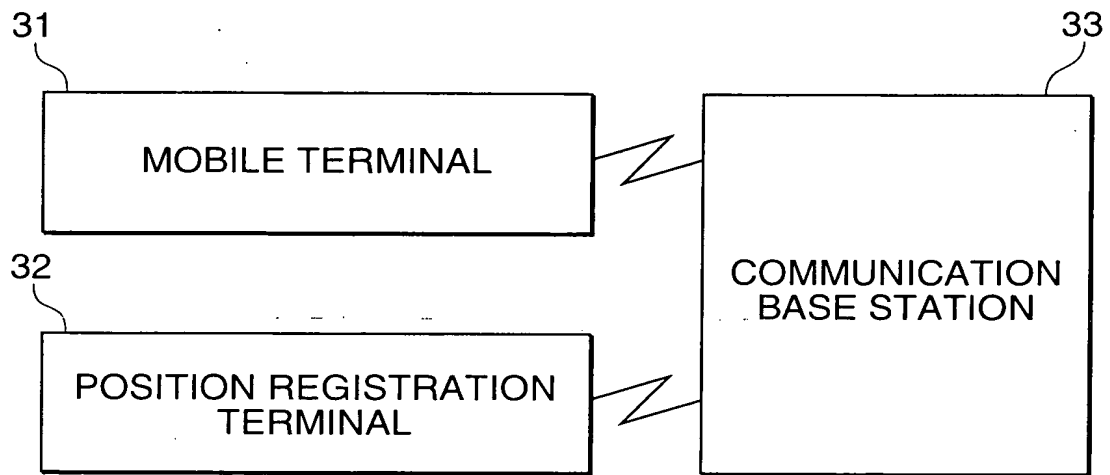 31
33
MOBILE TERMINAL
32
COMMUNICATION
BASE STATION
POSITION REGISTRATION
TERMINAL